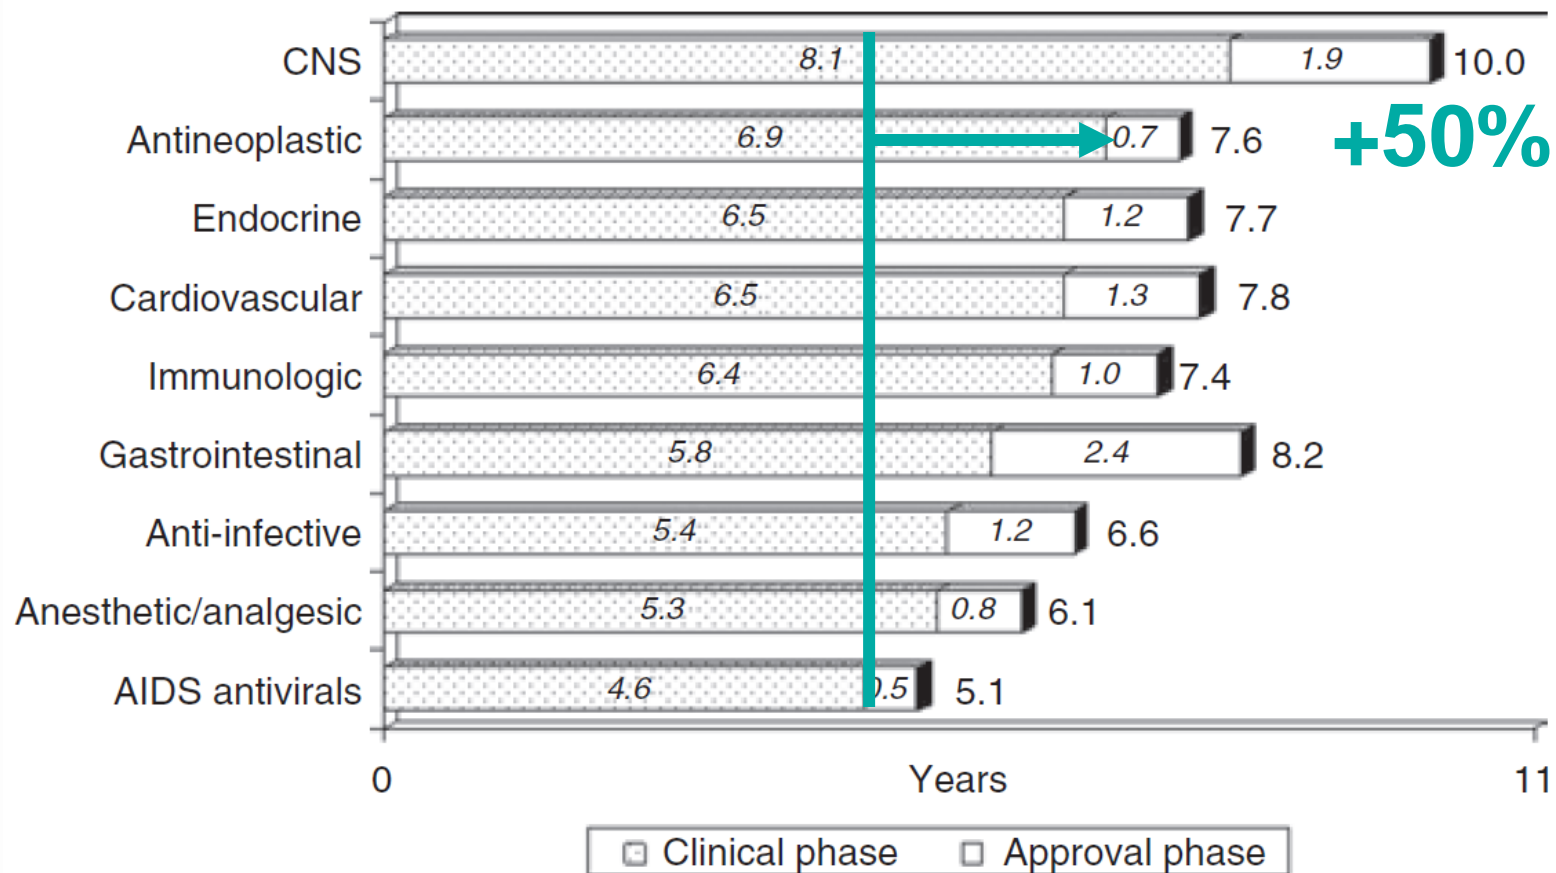 CNS 8.1 1.9 10.0
Antineoplastic 6.9 0.7 7.6 +50%
Endocrine 6.5 1.2 7.7
Cardiovascular 6.5 1.3 7.8
Immunologic 6.4 1.0 7.4
Gastrointestinal 5.8 2.4 8.2
Anti-infective 5.4 1.2 6.6
Anesthetic/analgesic 5.3 0.8 6.1
AIDS antivirals 4.6 0.5 5.1
0 Years 11
Clinical phase Approval phase